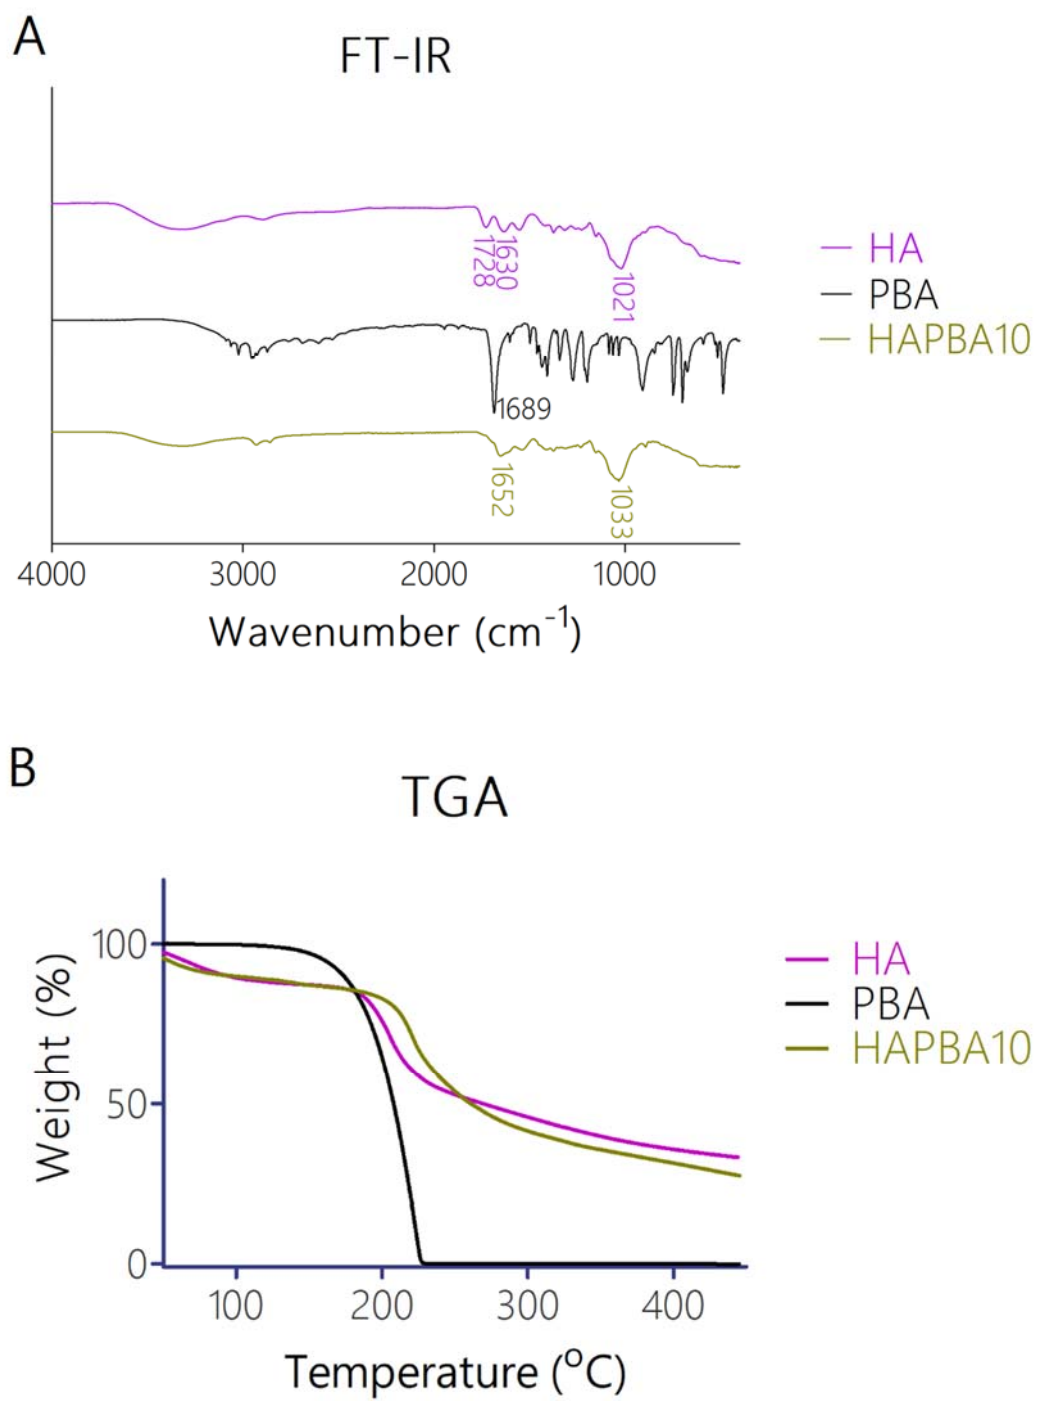 A
FT-IR
HA
PBA
HAPBA10
1728
1630
1021
1689
1652
1033
4000
3000
2000
1000
Wavenumber (cm⁻¹)
B
TGA
100
50
0
Weight (%)
HA
PBA
HAPBA10
100
200
300
400
Temperature (ºC)